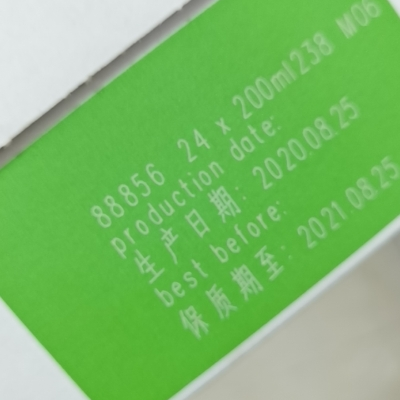 88856 24 x 200ml238 M06
production date:
生产日期: 2020.08.25
best before:
保质期至: 2021.08.25